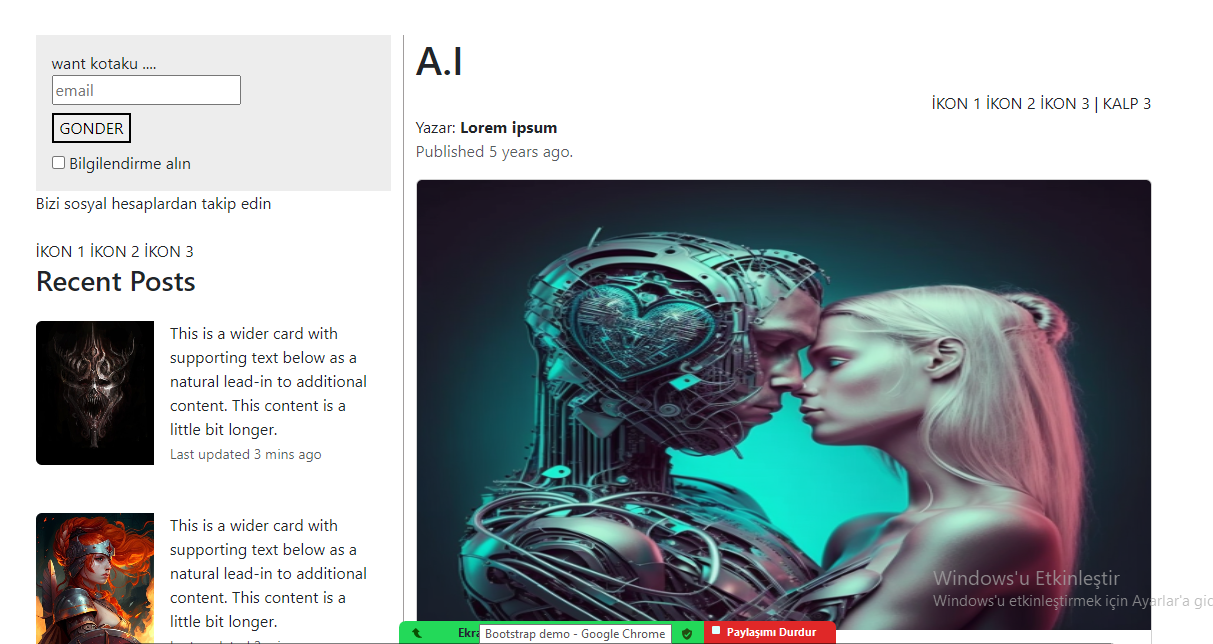 want kotaku ....
email
GONDER
Bilgilendirme alın
Bizi sosyal hesaplardan takip edin
İKON 1 İKON 2 İKON 3
Recent Posts
This is a wider card with
supporting text below as a
natural lead-in to additional
content. This content is a
little bit longer.
Last updated 3 mins ago
This is a wider card with
supporting text below as a
natural lead-in to additional
content. This content is a
little bit longer.
A.I
İKON 1 İKON 2 İKON 3 | KALP 3
Yazar: Lorem ipsum
Published 5 years ago.
Windows'u Etkinleştir
Windows'u etkinleştirmek için Ayarlar'a gic
Bootstrap demo - Google Chrome
Paylaşımı Durdur